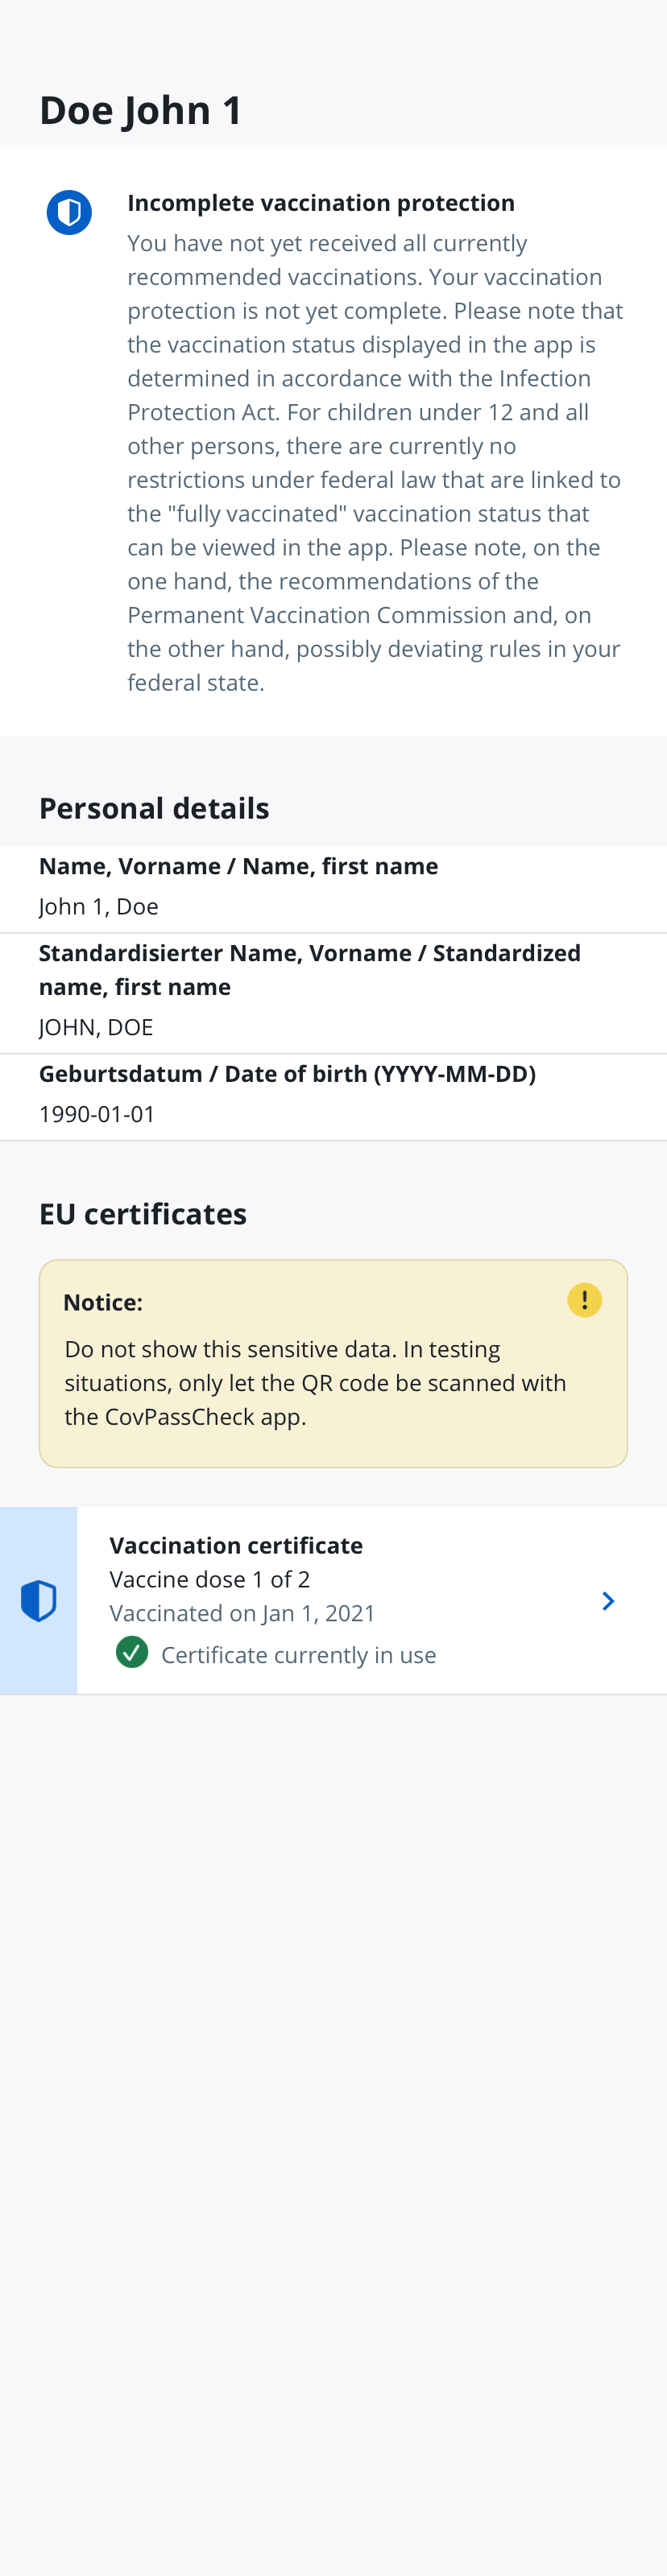 Doe John 1
Incomplete vaccination protection
You have not yet received all currently
recommended vaccinations. Your vaccination
protection is not yet complete. Please note that
the vaccination status displayed in the app is
determined in accordance with the Infection
Protection Act. For children under 12 and all
other persons, there are currently no
restrictions under federal law that are linked to
the "fully vaccinated" vaccination status that
can be viewed in the app. Please note, on the
one hand, the recommendations of the
Permanent Vaccination Commission and, on
the other hand, possibly deviating rules in your
federal state.
Personal details
Name, Vorname / Name, first name
John 1, Doe
Standardisierter Name, Vorname / Standardized
name, first name
JOHN, DOE
Geburtsdatum / Date of birth (YYYY-MM-DD)
1990-01-01
EU certificates
Notice:
Do not show this sensitive data. In testing
situations, only let the QR code be scanned with
the CovPassCheck app.
Vaccination certificate
Vaccine dose 1 of 2
Vaccinated on Jan 1, 2021
Certificate currently in use